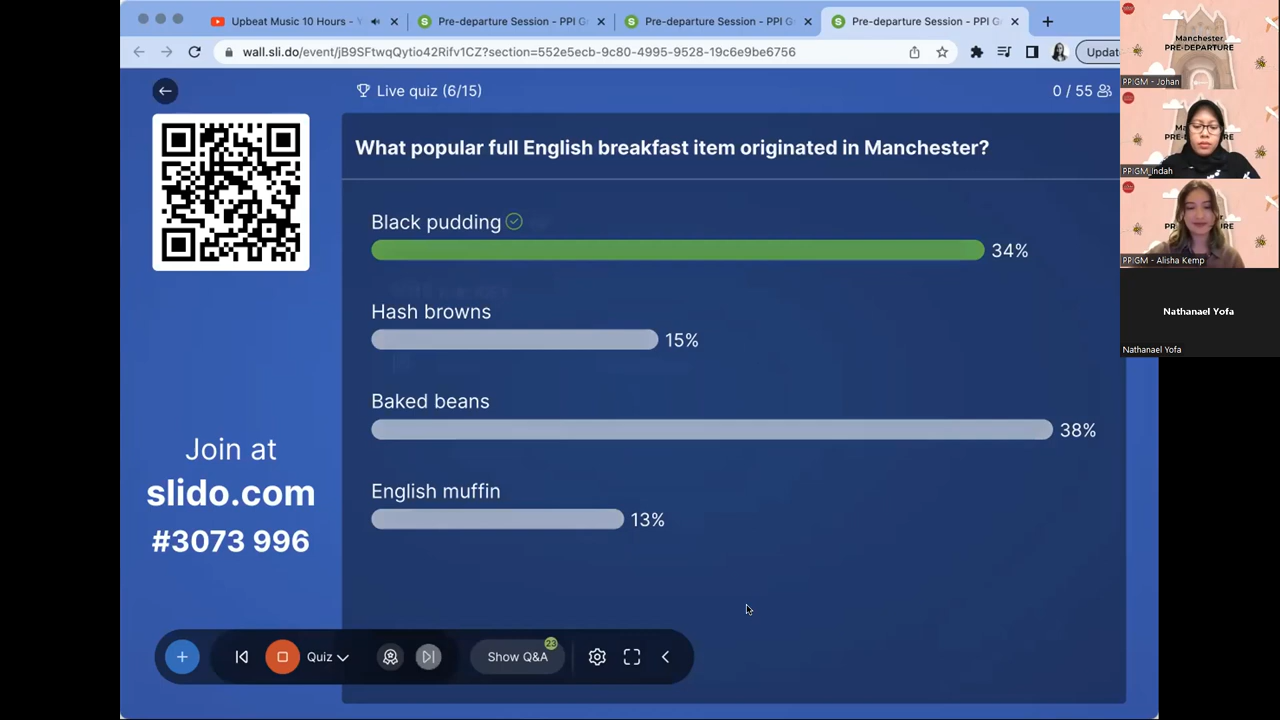 Upbeat Music 10 Hours -
Pre-departure Session - PPI G
Pre-departure Session - PPI G
Pre-departure Session - PPI G
wall.sli.do/event/jB9SFtwqQytio42Rifv1CZ?section=552e5ecb-9c80-4995-9528-19c6e9be6756
Updat
Live quiz (6/15)
0 / 55
What popular full English breakfast item originated in Manchester?
Black pudding
34%
Hash browns
15%
Baked beans
38%
English muffin
13%
Join at
slido.com
#3073 996
Quiz
Show Q&A
23
Manchester
PRE-DEPARTURE
PPIGM - Johan
PPIGM_Indah
PPIGM - Alisha Kemp
Nathanael Yofa
Nathanael Yofa